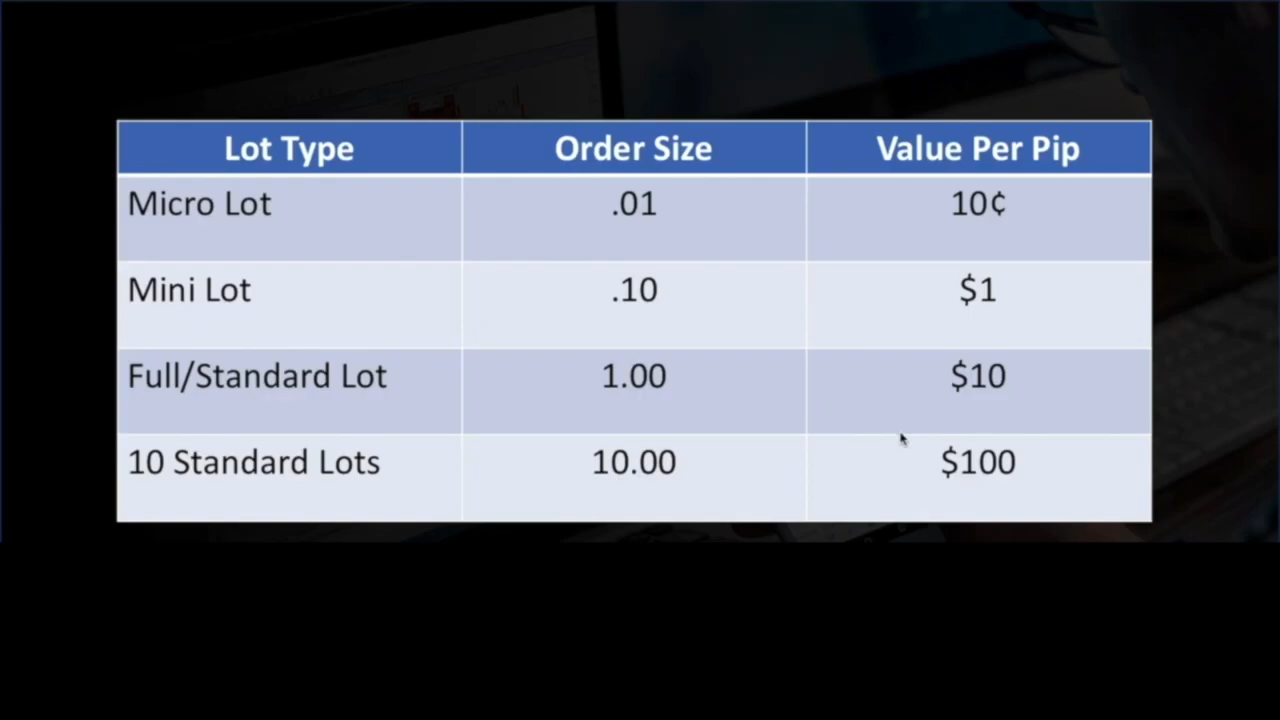 Lot Type Order Size Value Per Pip
Micro Lot .01 10¢
Mini Lot .10 $1
Full/Standard Lot 1.00 $10
10 Standard Lots 10.00 $100